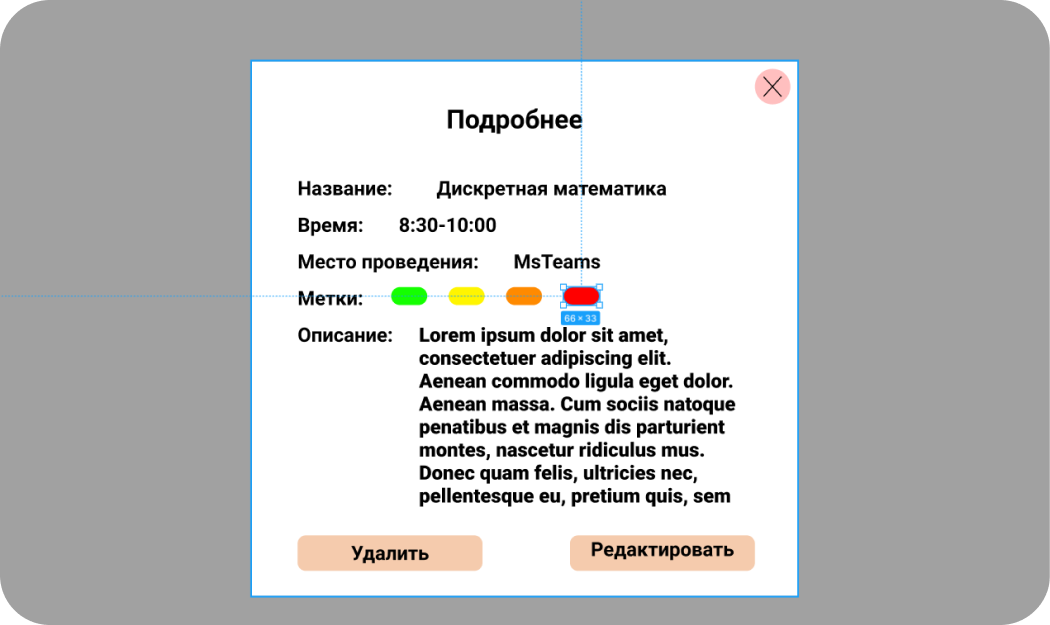 Подробнее
Название: Дискретная математика
Время: 8:30-10:00
Место проведения: MsTeams
Метки:
66 × 33
Описание: Lorem ipsum dolor sit amet,
consectetuer adipiscing elit.
Aenean commodo ligula eget dolor.
Aenean massa. Cum sociis natoque
penatibus et magnis dis parturient
montes, nascetur ridiculus mus.
Donec quam felis, ultricies nec,
pellentesque eu, pretium quis, sem
Удалить Редактировать